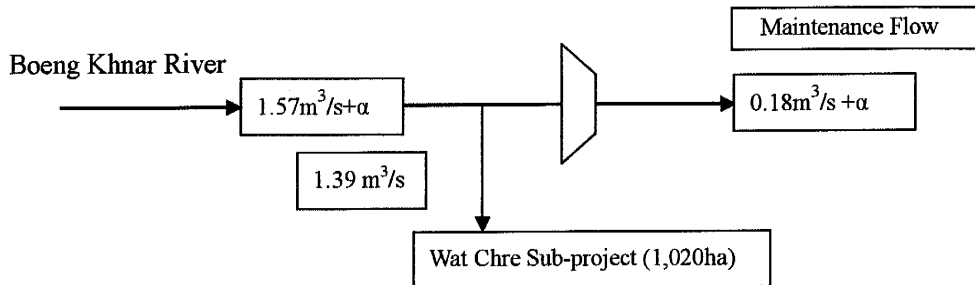 Maintenance Flow
Boeng Khnar River
1.57m³/s+α
0.18m³/s +α
1.39 m³/s
Wat Chre Sub-project (1,020ha)